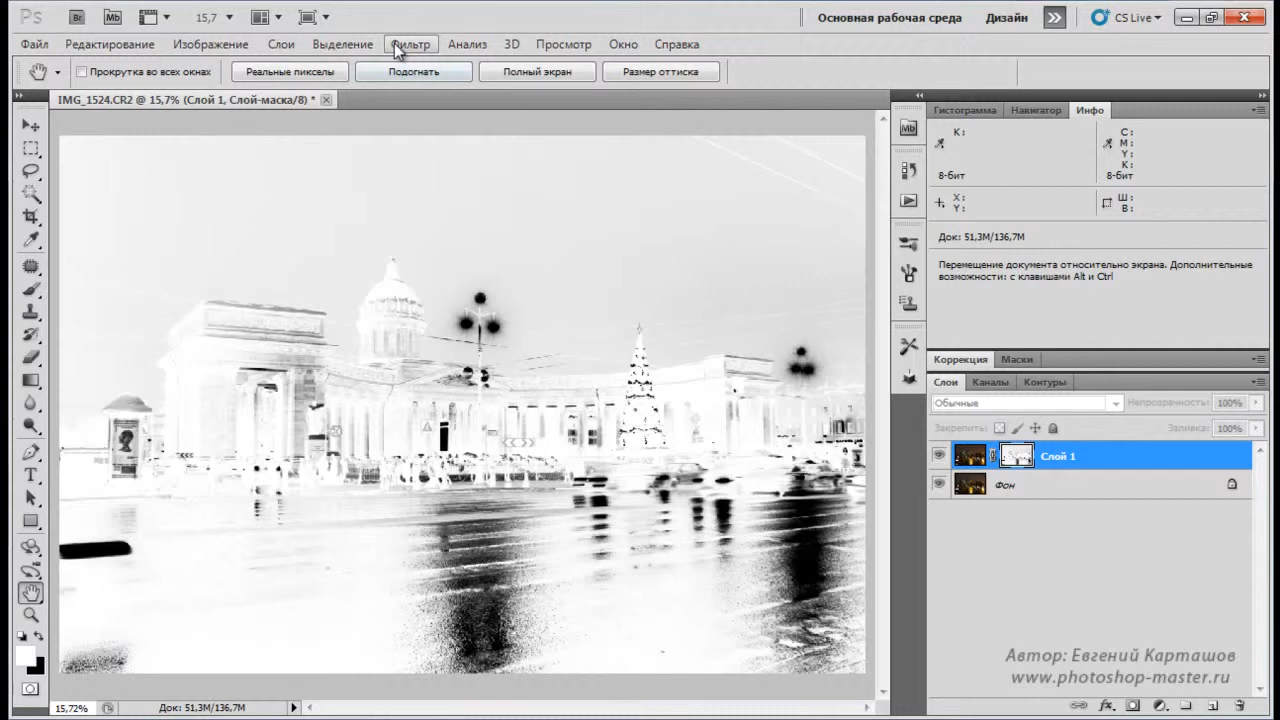 Ps Br Mb 15,7 Основная рабочая среда Дизайн CS Live
Файл Редактирование Изображение Слои Выделение Фильтр Анализ 3D Просмотр Окно Справка
Прокрутка во всех окнах Реальные пикселы Подогнать Полный экран Размер оттиска
IMG_1524.CR2 @ 15,7% (Слой 1, Слой-маска/8) *
Гистограмма Навигатор Инфо
Mb
K: C:
M:
Y:
K:
8-бит 8-бит
X: Ш:
Y: В:
Док: 51,3M/136,7M
Перемещение документа относительно экрана. Дополнительные
возможности: с клавишами Alt и Ctrl
Коррекция Маски
Слои Каналы Контуры
Обычные Непрозрачность: 100%
Закрепить: Заливка: 100%
Слой 1
Фон
T
Автор: Евгений Карташов
www.photoshop-master.ru
fx
15,72% Док: 51,3M/136,7M